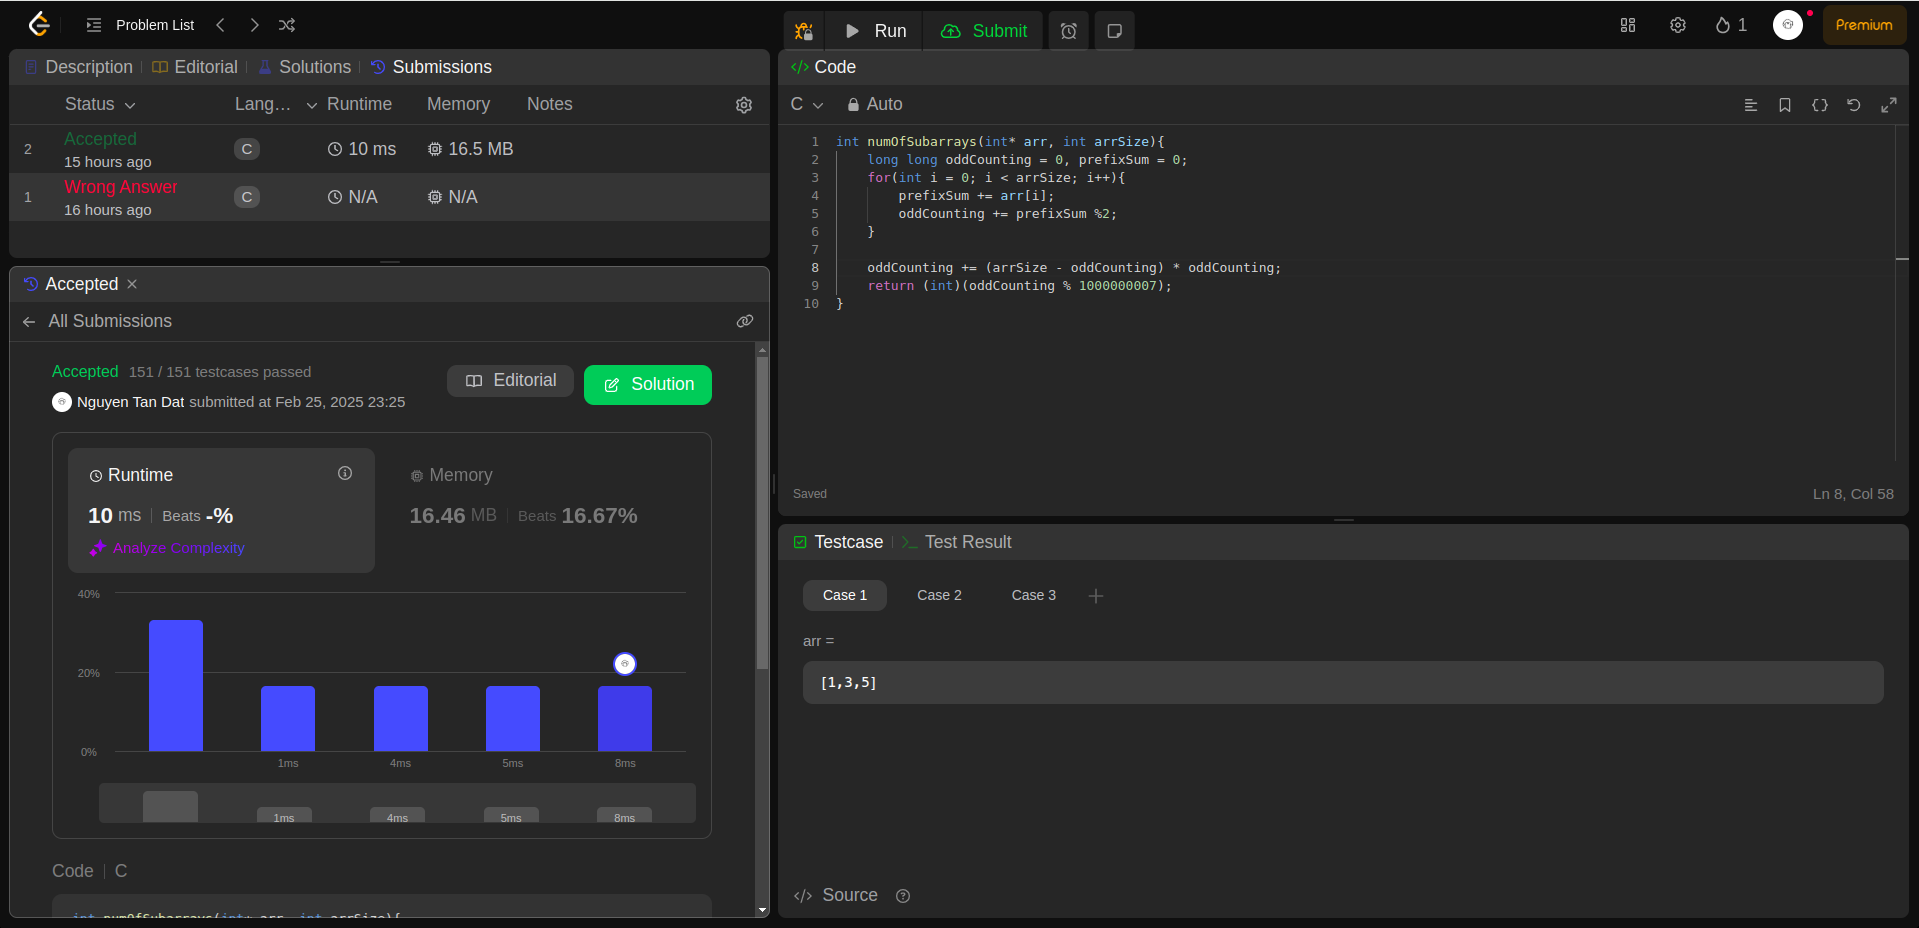 Problem List
Run
Submit
1
Premium
Description
Editorial
Solutions
Submissions
Status
Lang...
Runtime
Memory
Notes
2
Accepted
15 hours ago
C
10 ms
16.5 MB
1
Wrong Answer
16 hours ago
C
N/A
N/A
Accepted
All Submissions
Accepted 151 / 151 testcases passed
Nguyen Tan Dat submitted at Feb 25, 2025 23:25
Editorial
Solution
Runtime
10 ms | Beats -%
Analyze Complexity
Memory
16.46 MB | Beats 16.67%
40%
20%
0%
1ms
4ms
5ms
8ms
1ms
4ms
5ms
8ms
Code | C
int numOfSubarrays(int* arr, int arrSize){
</> Code
C
Auto
1 int numOfSubarrays(int* arr, int arrSize){
2 long long oddCounting = 0, prefixSum = 0;
3 for(int i = 0; i < arrSize; i++){
4 prefixSum += arr[i];
5 oddCounting += prefixSum %2;
6 }
7
8 oddCounting += (arrSize - oddCounting) * oddCounting;
9 return (int)(oddCounting % 1000000007);
10 }
Saved
Ln 8, Col 58
Testcase
Test Result
Case 1
Case 2
Case 3
arr =
[1,3,5]
</> Source